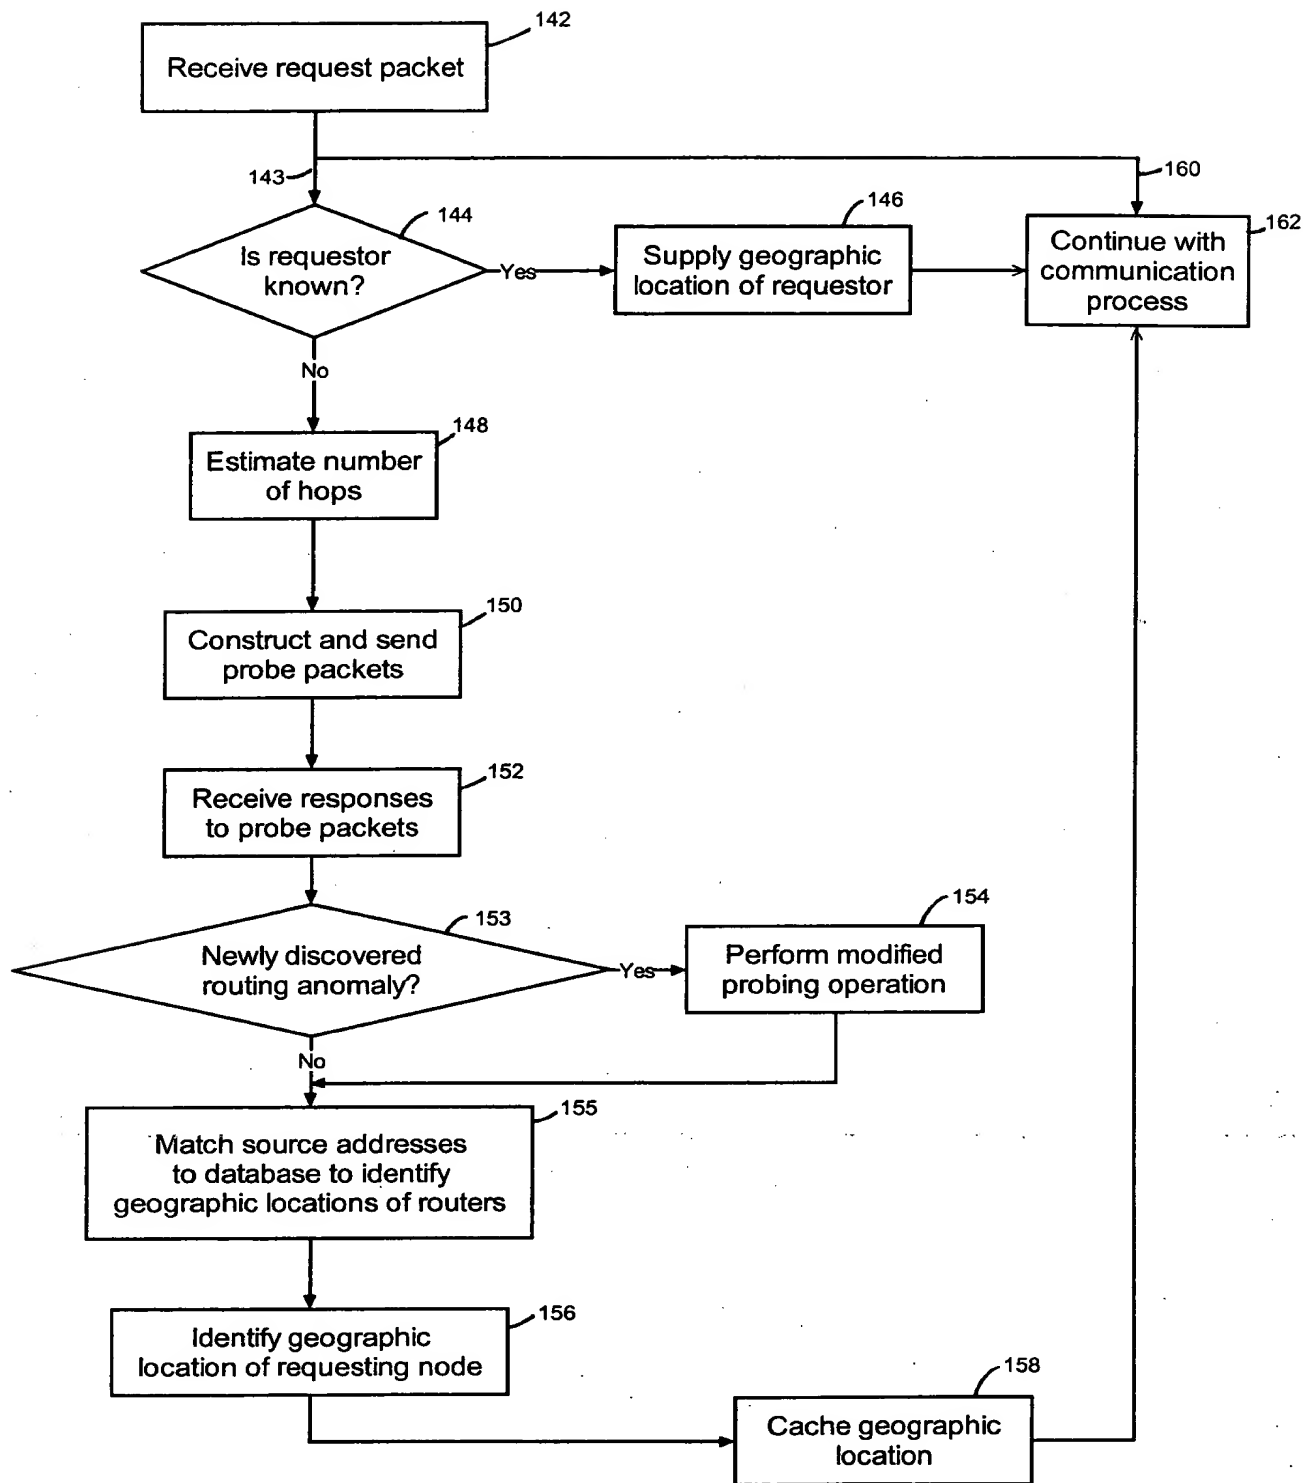 142
Receive request packet
143
160
144
146
162
Is requestor
known?
Yes
Supply geographic
location of requestor
Continue with
communication
process
No
148
Estimate number
of hops
150
Construct and send
probe packets
152
Receive responses
to probe packets
153
154
Newly discovered
routing anomaly?
Yes
Perform modified
probing operation
No
155
Match source addresses
to database to identify
geographic locations of routers
156
Identify geographic
location of requesting node
158
Cache geographic
location